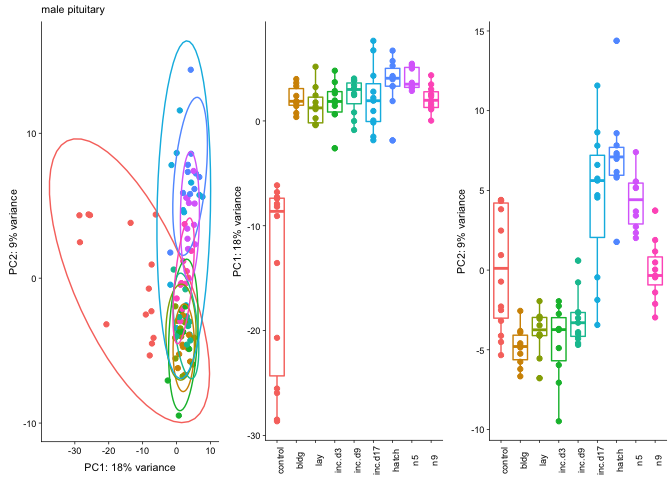 male pituitary
PC2: 9% variance
10
0
-10
-30
-20
-10
0
10
PC1: 18% variance
PC1: 18% variance
0
-10
-20
-30
control
bldg
lay
inc.d3
inc.d9
inc.d17
hatch
n5
n9
PC2: 9% variance
15
10
5
0
-5
-10
control
bldg
lay
inc.d3
inc.d9
inc.d17
hatch
n5
n9